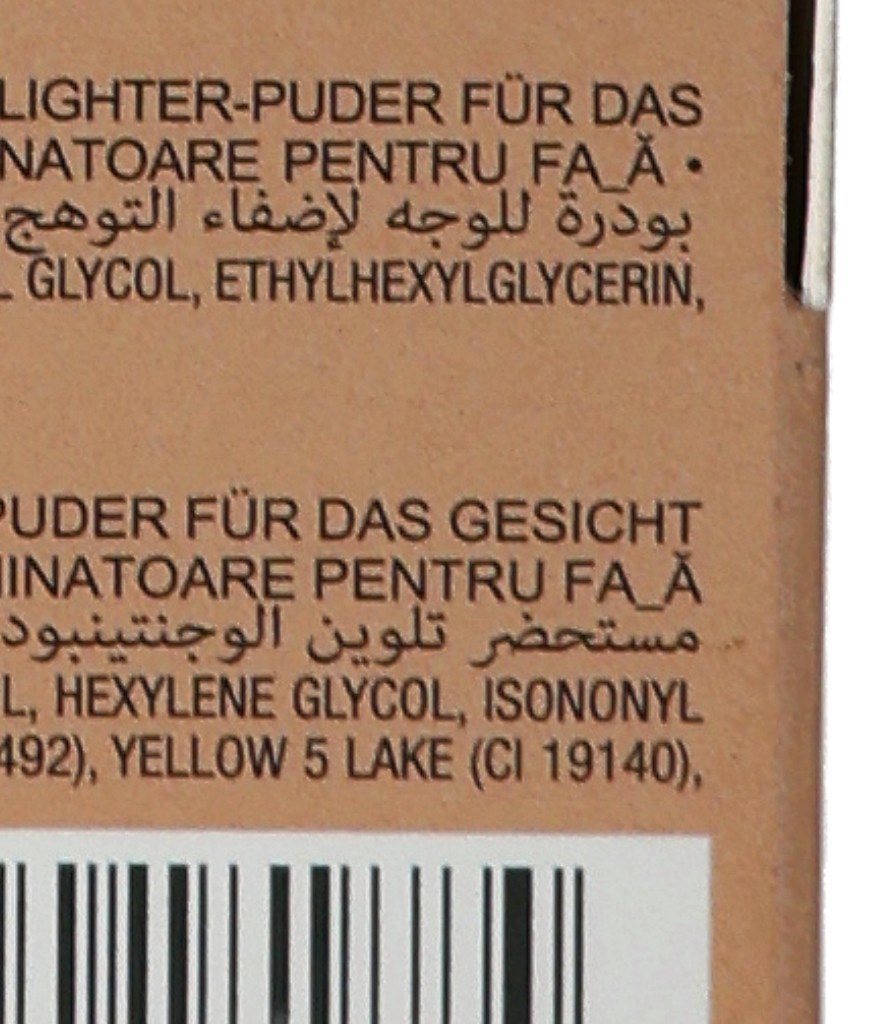 LIGHTER-PUDER FÜR DAS
NATOARE PENTRU FA_Ă •
بودرة للوجه لإضفاء التوهج
L GLYCOL, ETHYLHEXYLGLYCERIN,
PUDER FÜR DAS GESICHT
INATOARE PENTRU FA_Ă
مستحضر تلوين الوجنتينبود
L, HEXYLENE GLYCOL, ISONONYL
492), YELLOW 5 LAKE (CI 19140),